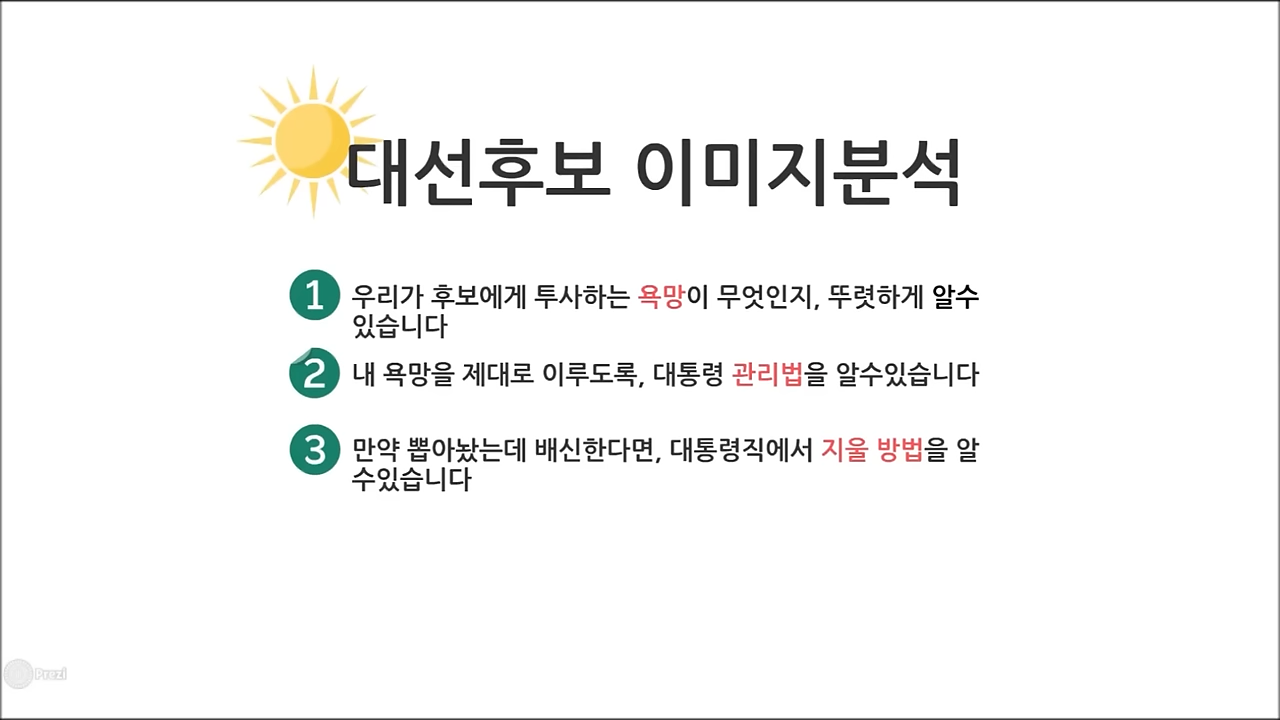 대선후보 이미지분석
1 우리가 후보에게 투사하는 욕망이 무엇인지, 뚜렷하게 알수
있습니다
2 내 욕망을 제대로 이루도록, 대통령 관리법을 알수있습니다
3 만약 뽑아놨는데 배신한다면, 대통령직에서 지울 방법을 알
수있습니다
Prezi